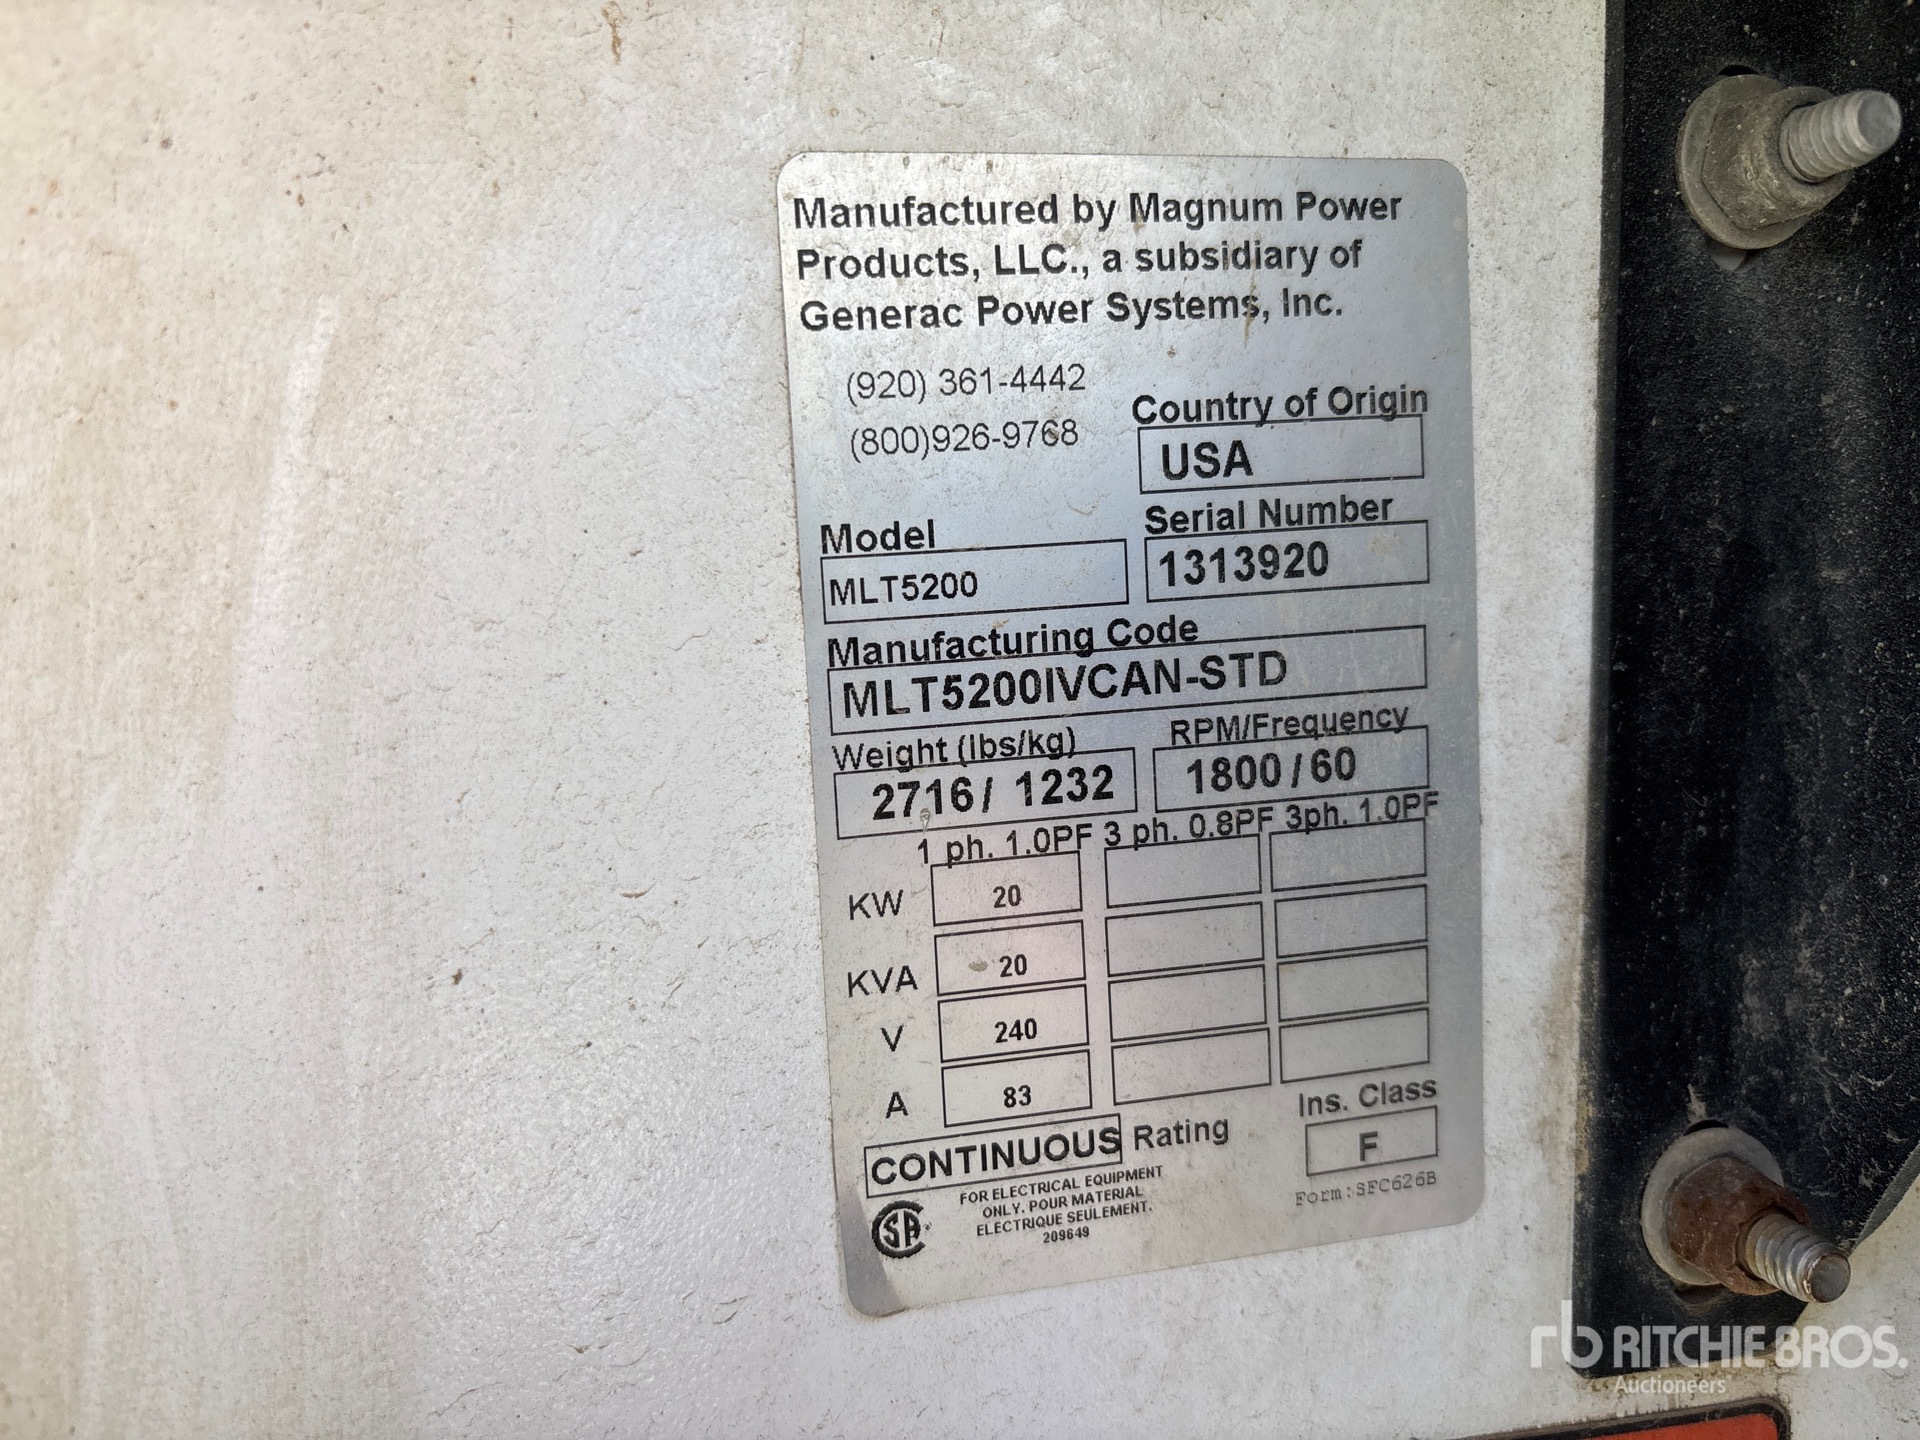 Manufactured by Magnum Power
Products, LLC., a subsidiary of
Generac Power Systems, Inc.
(920) 361-4442
(800)926-9768
Country of Origin
USA
Model
MLT5200
Serial Number
1313920
Manufacturing Code
MLT5200IVCAN-STD
Weight (lbs/kg)
2716/ 1232
RPM/Frequency
1800/60
1 ph. 1.0PF 3 ph. 0.8PF 3ph. 1.0PF
KW 20
KVA 20
V 240
A 83
CONTINUOUS Rating
Ins. Class
F
FOR ELECTRICAL EQUIPMENT
ONLY. POUR MATERIAL
ELECTRIQUE SEULEMENT.
209649
Form:SFC626B
SA
rb RITCHIE BROS.
Auctioneers